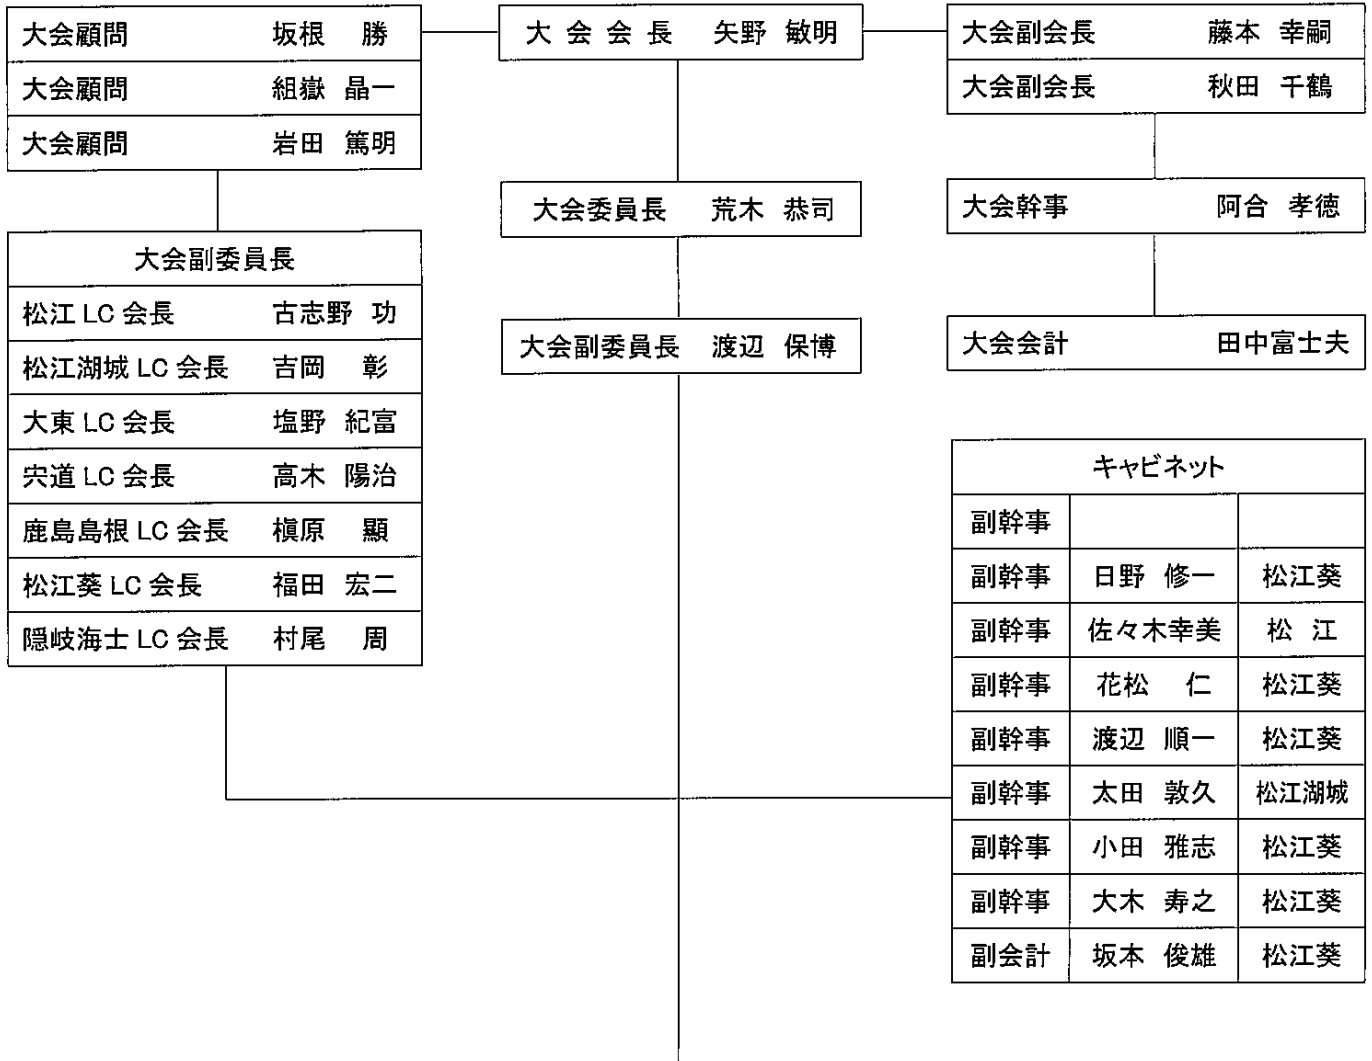 大会顧問 坂根 勝
大会顧問 組嶽 晶一
大会顧問 岩田 篤明
大会会長 矢野 敏明
大会副会長 藤本 幸嗣
大会副会長 秋田 千鶴
大会委員長 荒木 恭司
大会幹事 阿合 孝徳
大会副委員長 渡辺 保博
大会会計 田中富士夫
大会副委員長
松江 LC 会長 古志野 功
松江湖城 LC 会長 吉岡 彰
大東 LC 会長 塩野 紀富
宍道 LC 会長 高木 陽治
鹿島島根 LC 会長 槇原 顯
松江葵 LC 会長 福田 宏二
隠岐海士 LC 会長 村尾 周
キャビネット
副幹事
副幹事 日野 修一 松江葵
副幹事 佐々木幸美 松 江
副幹事 花松 仁 松江葵
副幹事 渡辺 順一 松江葵
副幹事 太田 敦久 松江湖城
副幹事 小田 雅志 松江葵
副幹事 大木 寿之 松江葵
副会計 坂本 俊雄 松江葵